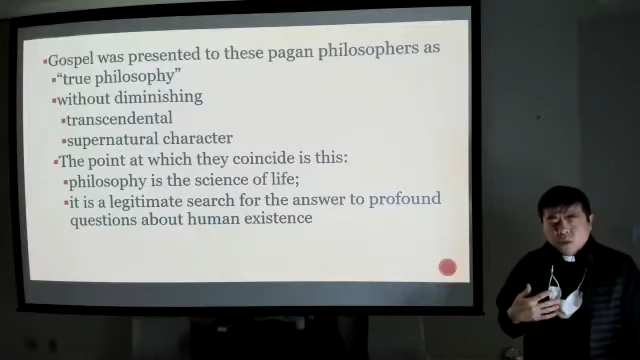 Gospel was presented to these pagan philosophers as
“true philosophy”
without diminishing
transcendental
supernatural character
The point at which they coincide is this:
philosophy is the science of life;
it is a legitimate search for the answer to profound
questions about human existence